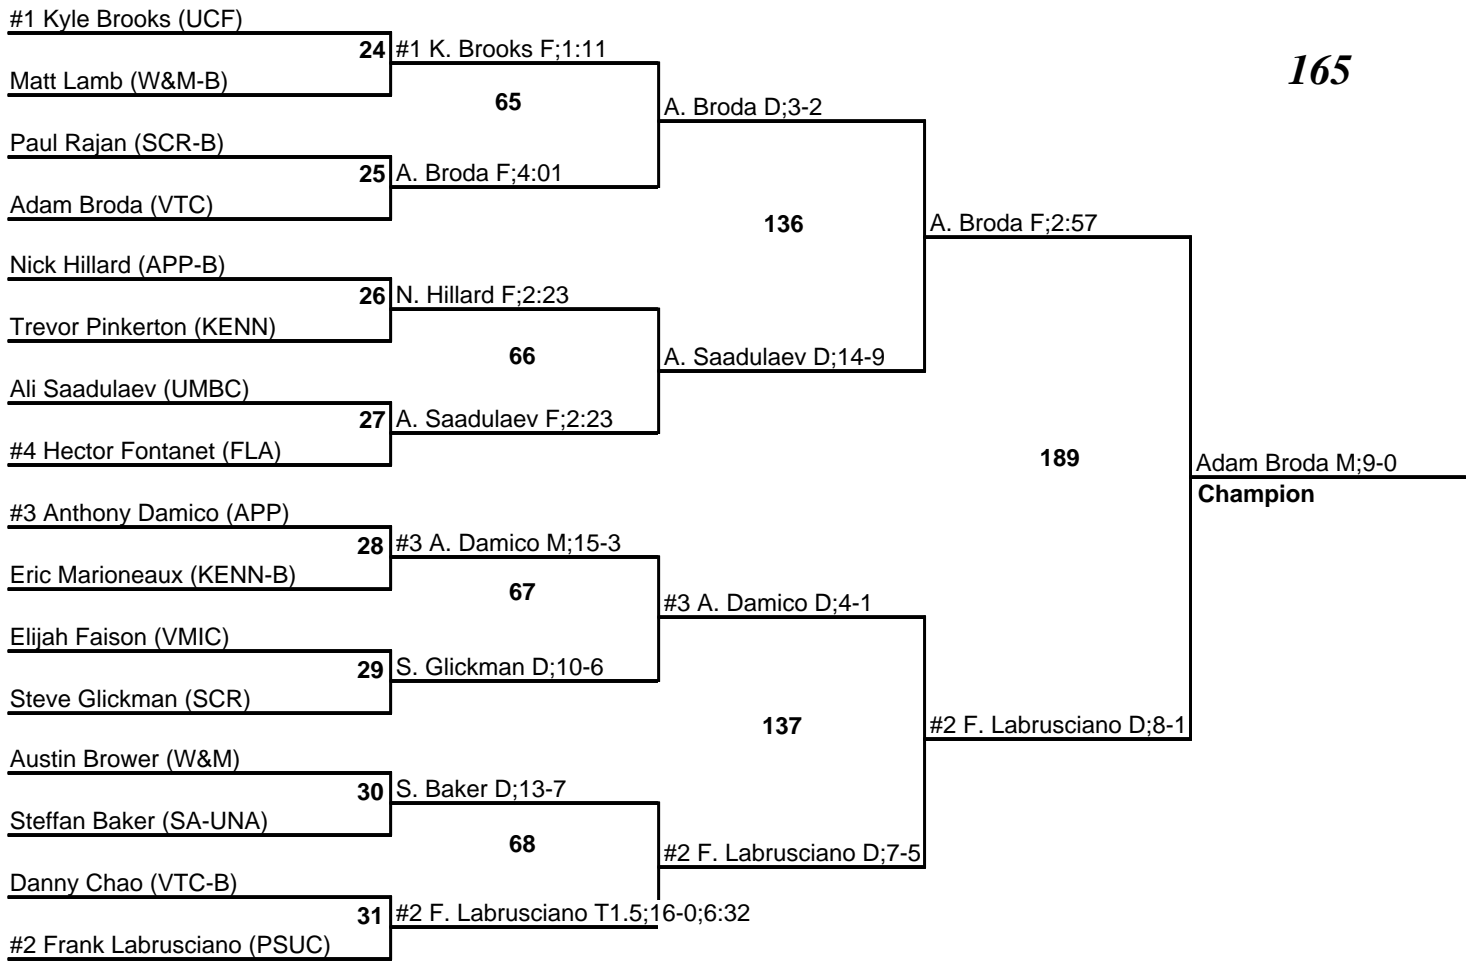 #1 Kyle Brooks (UCF)
24 #1 K. Brooks F;1:11
165
Matt Lamb (W&M-B)
65
A. Broda D;3-2
Paul Rajan (SCR-B)
25 A. Broda F;4:01
Adam Broda (VTC)
136
A. Broda F;2:57
Nick Hillard (APP-B)
26 N. Hillard F;2:23
Trevor Pinkerton (KENN)
66
A. Saadulaev D;14-9
Ali Saadulaev (UMBC)
27 A. Saadulaev F;2:23
#4 Hector Fontanet (FLA)
189
Adam Broda M;9-0
Champion
#3 Anthony Damico (APP)
28 #3 A. Damico M;15-3
Eric Marioneaux (KENN-B)
67
#3 A. Damico D;4-1
Elijah Faison (VMIC)
29 S. Glickman D;10-6
Steve Glickman (SCR)
137
#2 F. Labrusciano D;8-1
Austin Brower (W&M)
30 S. Baker D;13-7
Steffan Baker (SA-UNA)
68
#2 F. Labrusciano D;7-5
Danny Chao (VTC-B)
31 #2 F. Labrusciano T1.5;16-0;6:32
#2 Frank Labrusciano (PSUC)